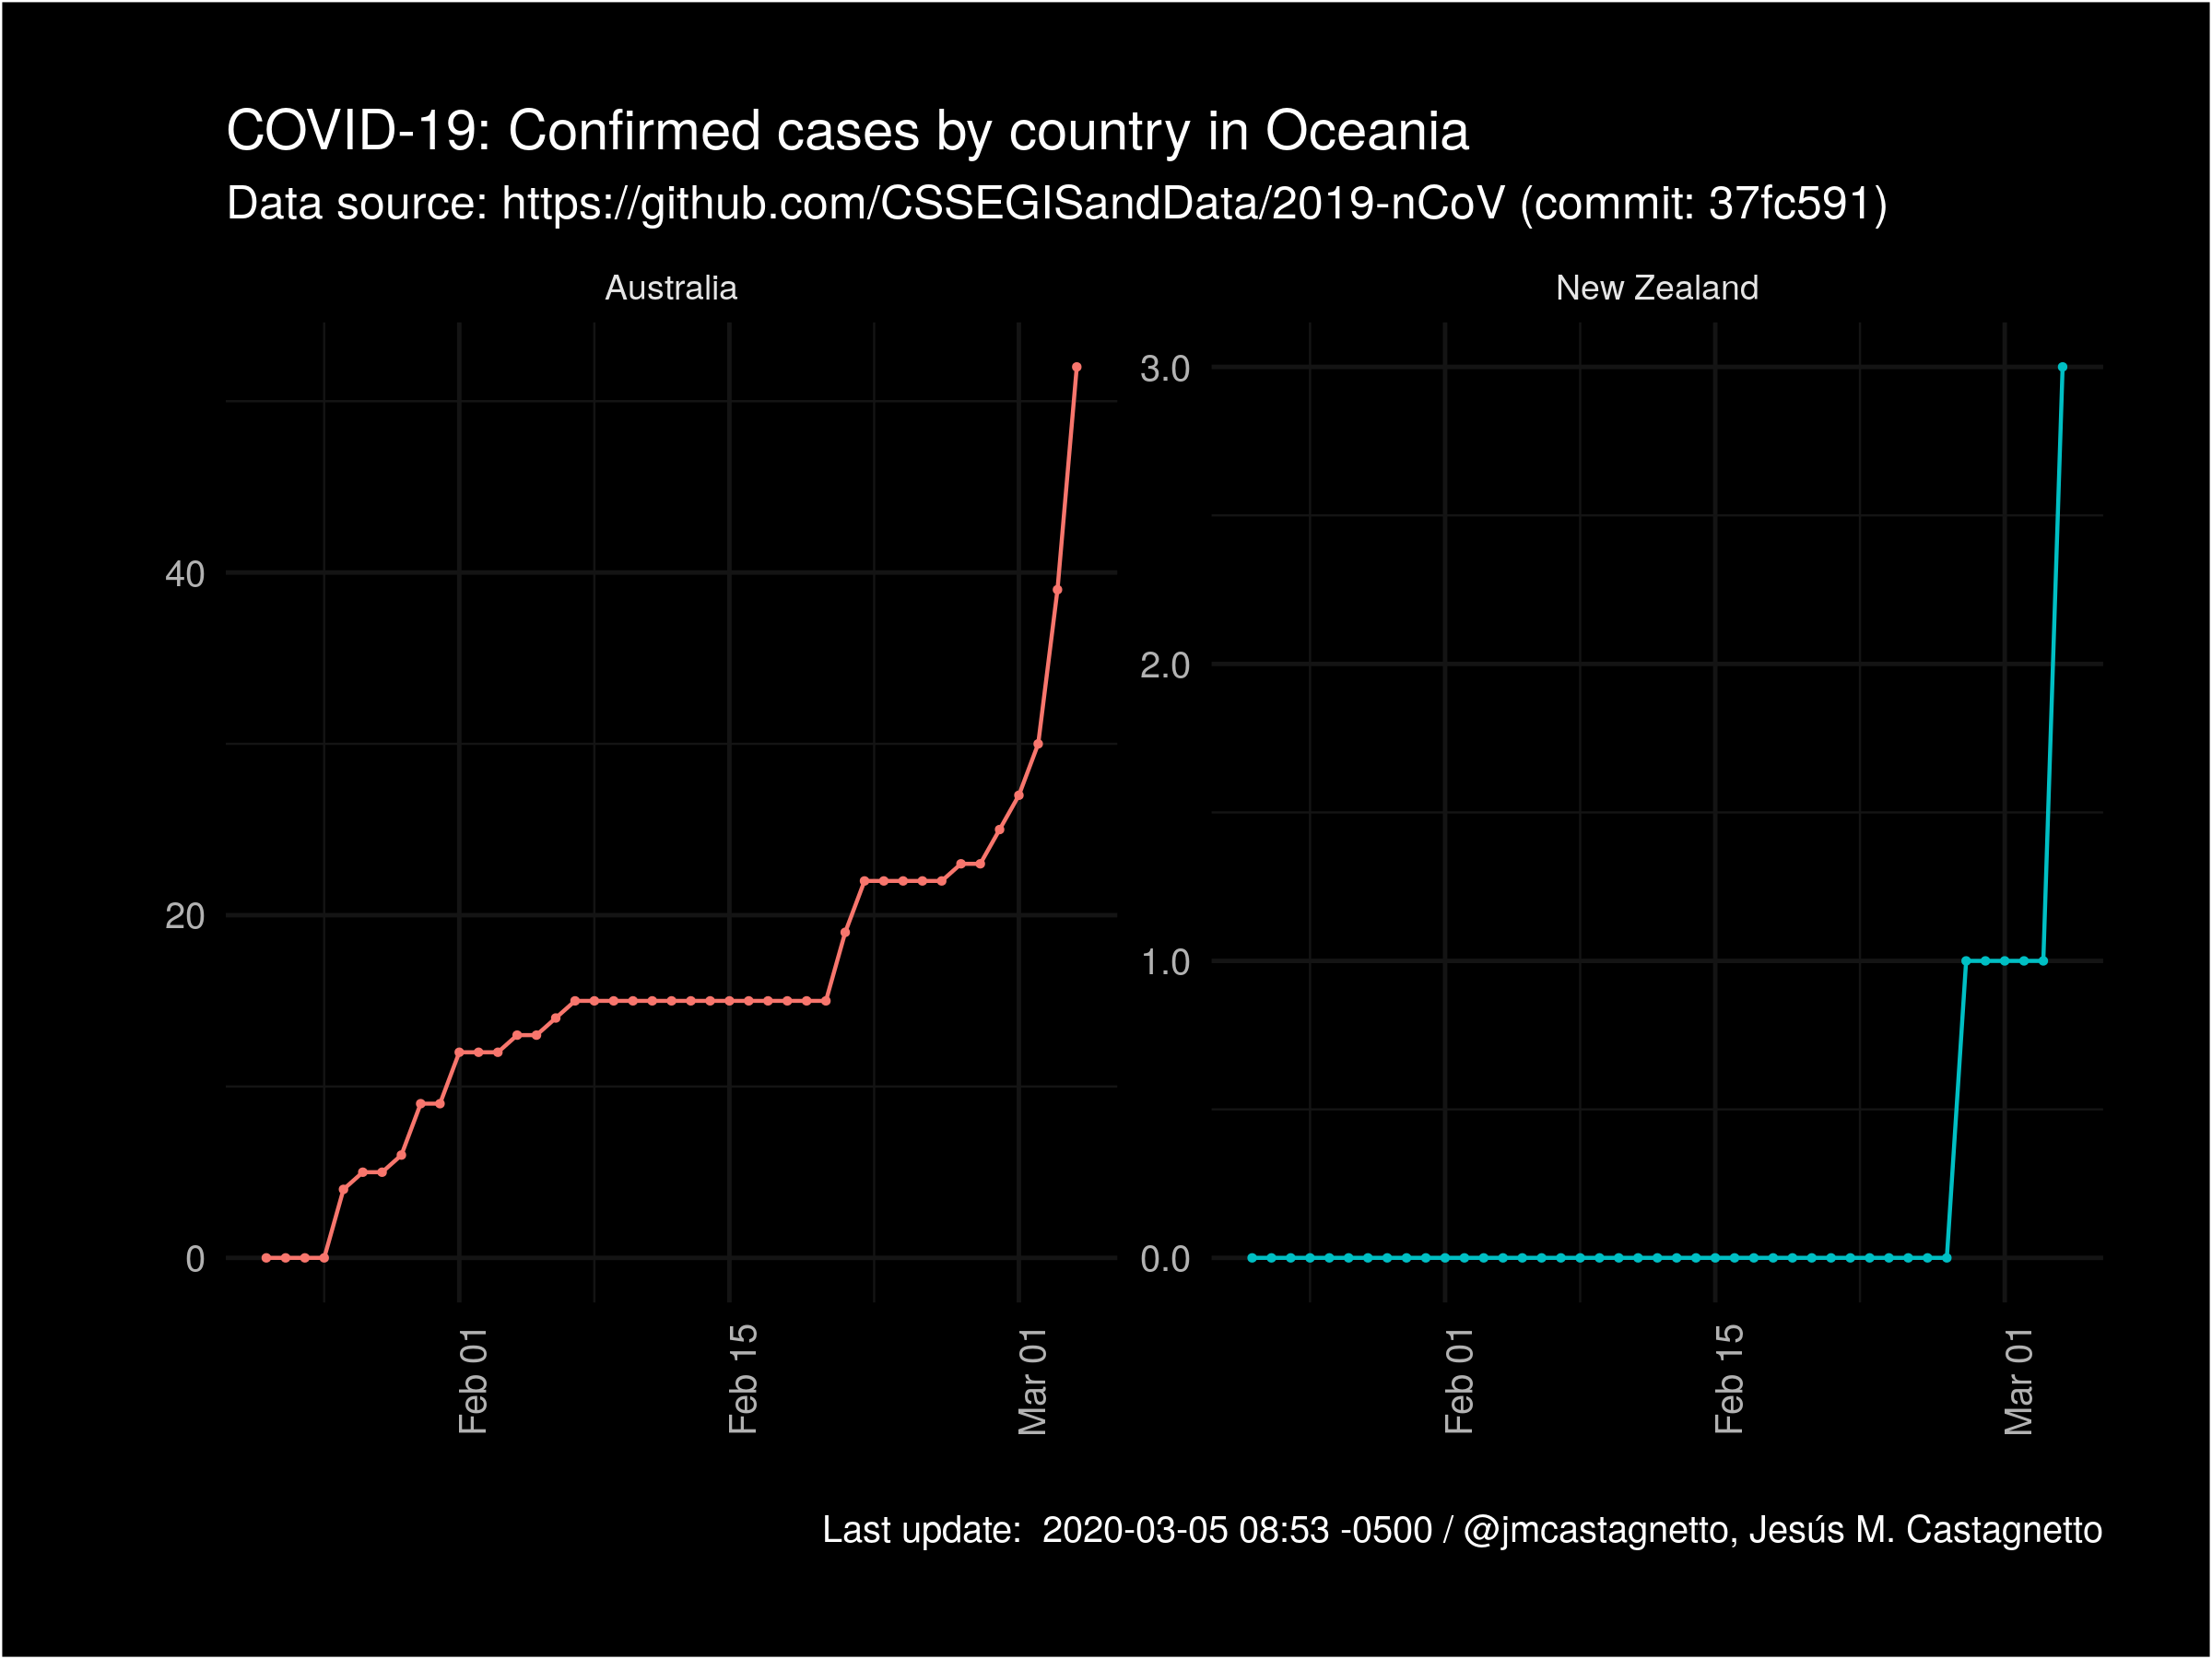 COVID-19: Confirmed cases by country in Oceania
Data source: https://github.com/CSSEGISandData/2019-nCoV (commit: 37fc591)
Australia
40
20
0
Feb 01
Feb 15
Mar 01
New Zealand
3.0
2.0
1.0
0.0
Feb 01
Feb 15
Mar 01
Last update:  2020-03-05 08:53 -0500 / @jmcastagnetto, Jesús M. Castagnetto